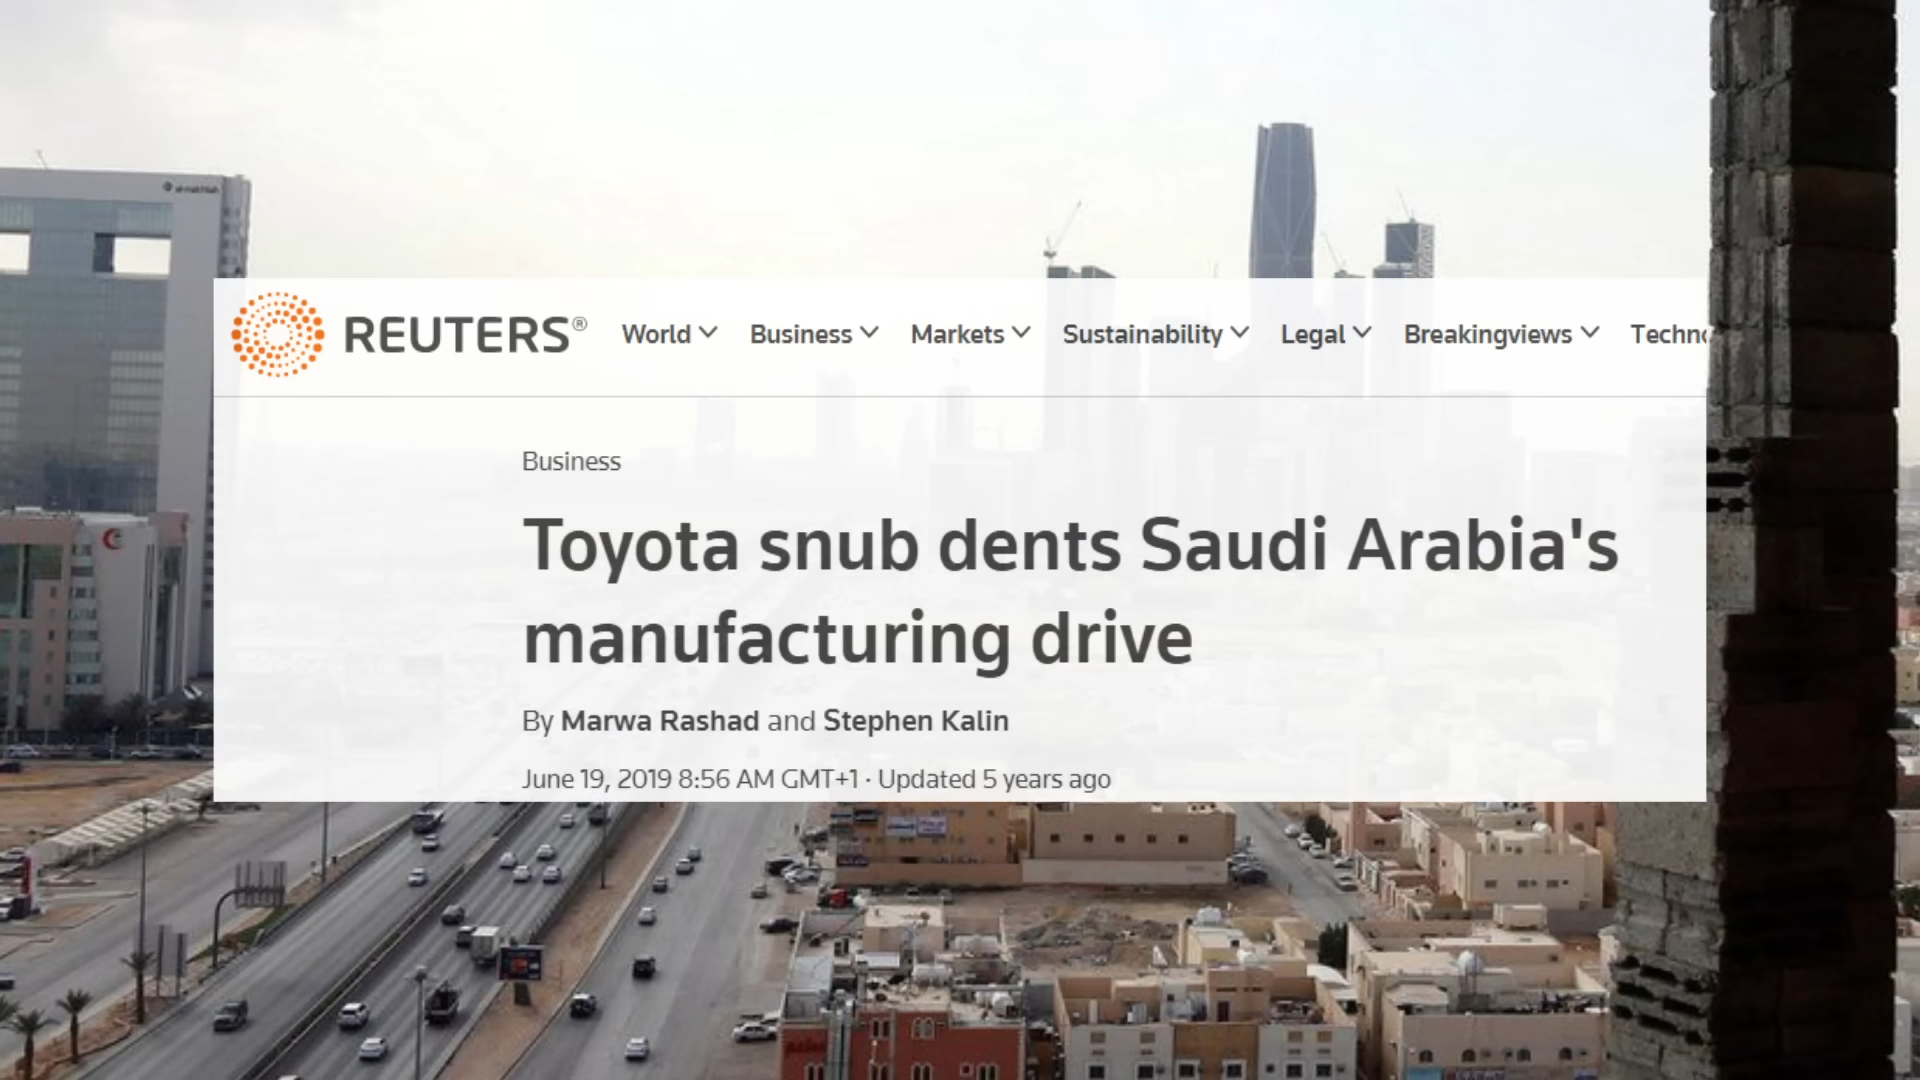 REUTERS®
World Business Markets Sustainability Legal Breakingviews Techno
Business
Toyota snub dents Saudi Arabia's
manufacturing drive
By Marwa Rashad and Stephen Kalin
June 19, 2019 8:56 AM GMT+1 · Updated 5 years ago